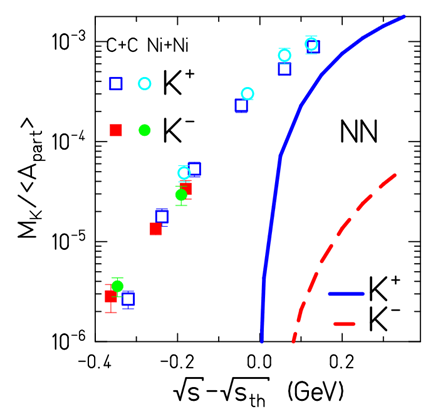 10⁻³
C+C Ni+Ni
K⁺
K⁻
10⁻⁴
NN
M_K/<A_part>
10⁻⁵
K⁺
K⁻
10⁻⁶
-0.4 -0.2 0.0 0.2
√s-√s_th (GeV)